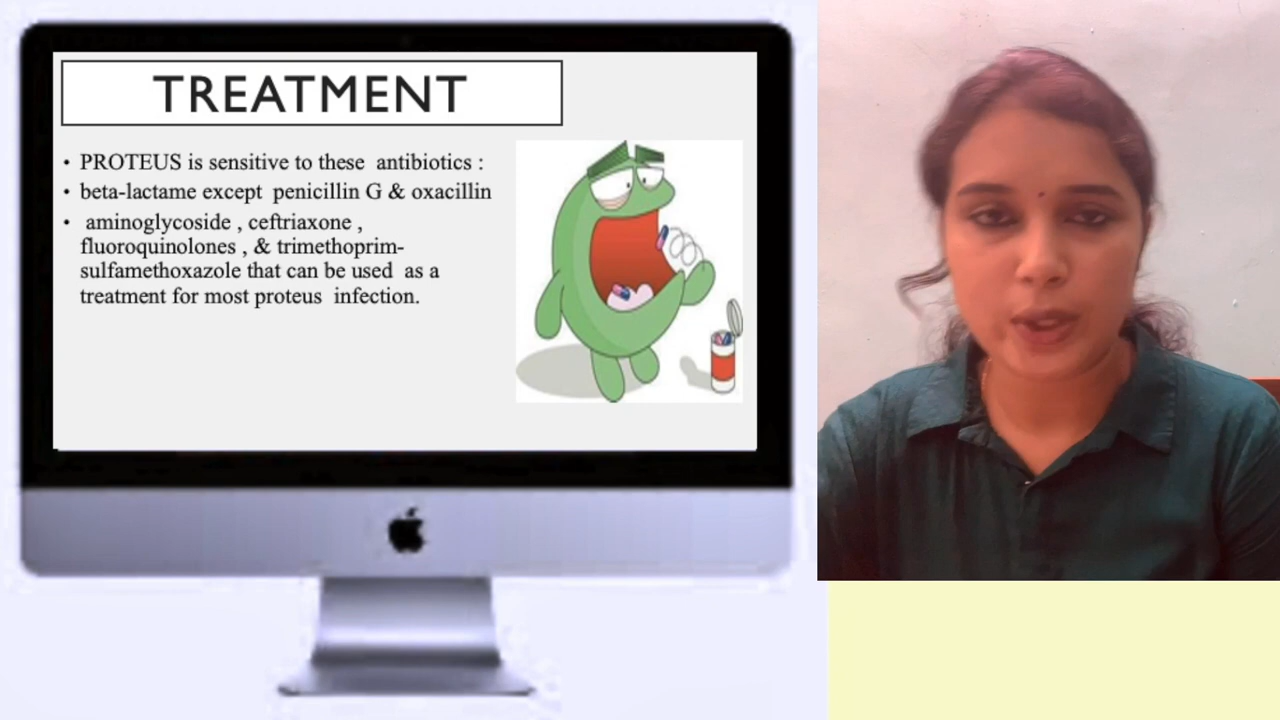 TREATMENT
• PROTEUS is sensitive to these antibiotics :
• beta-lactame except penicillin G & oxacillin
• aminoglycoside , ceftriaxone ,
fluoroquinolones , & trimethoprim-
sulfamethoxazole that can be used as a
treatment for most proteus infection.